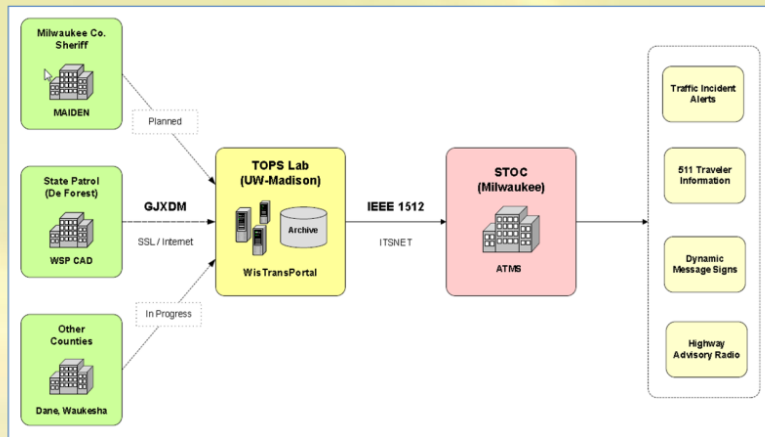 Milwaukee Co.
Sheriff
MAIDEN
Planned
State Patrol
(De Forest)
WSP CAD
GJXDM
SSL / Internet
Other
Counties
Dane, Waukesha
In Progress
TOPS Lab
(UW-Madison)
Archive
WisTransPortal
IEEE 1512
ITSNET
STOC
(Milwaukee)
ATMS
Traffic Incident
Alerts
511 Traveler
Information
Dynamic
Message Signs
Highway
Advisory Radio